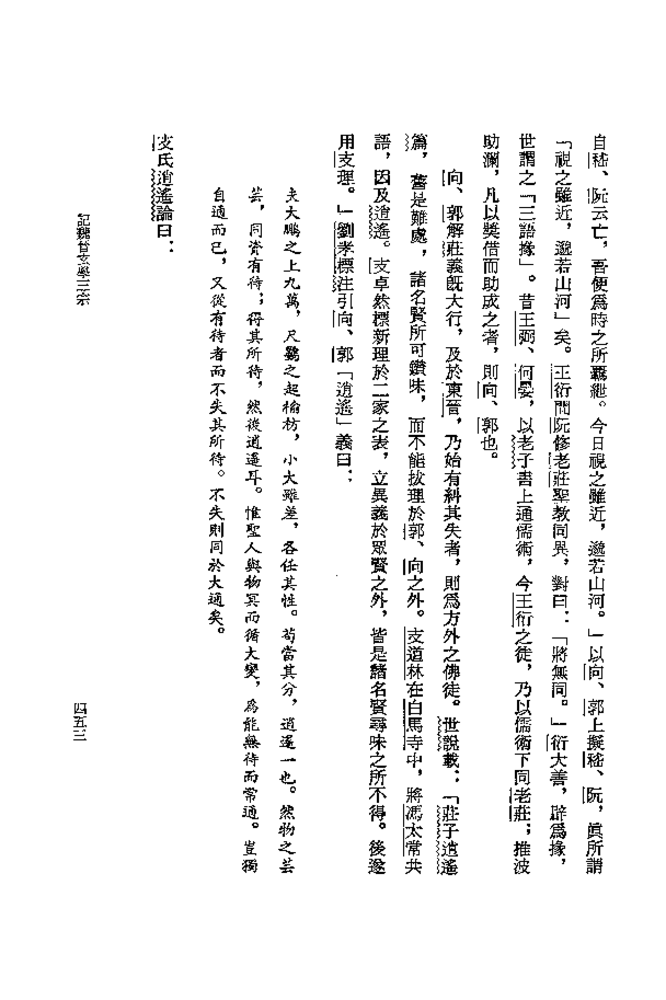 自嵇、阮云亡，吾便爲時之所羈紲。今日視之雖近，邈若山河。」以向、郭上擬嵇、阮，眞所謂
「視之雖近，邈若山河」矣。王衍問阮修老莊聖教同異，對曰：「將無同。」衍大善，辟爲掾，
世謂之「三語掾」。昔王弼、何晏，以老子書上通儒術，今王衍之徒，乃以儒術下同老莊；推波
助瀾，凡以獎借而助成之者，則向、郭也。
向、郭解莊義既大行，及於東晉，乃始有糾其失者，則爲方外之佛徒。世說載：「莊子逍遙
篇，舊是難處，諸名賢所可鑽味，而不能拔理於郭、向之外。支道林在白馬寺中，將馮太常共
語，因及逍遙。支卓然標新理於二家之表，立異義於眾賢之外，皆是諸名賢尋味之所不得。後遂
用支理。」劉孝標注引向、郭「逍遙」義曰：
夫大鵬之上九萬，尺鷃之起榆枋，小大雖差，各任其性。苟當其分，逍遙一也。然物之芸
芸，同資有待；得其所待，然後逍遙耳。惟聖人與物冥而循大變，爲能無待而常通。豈獨
自通而已，又從有待者而不失其所待。不失則同於大通矣。
支氏逍遙論曰：
記魏晉玄學三宗
四五三